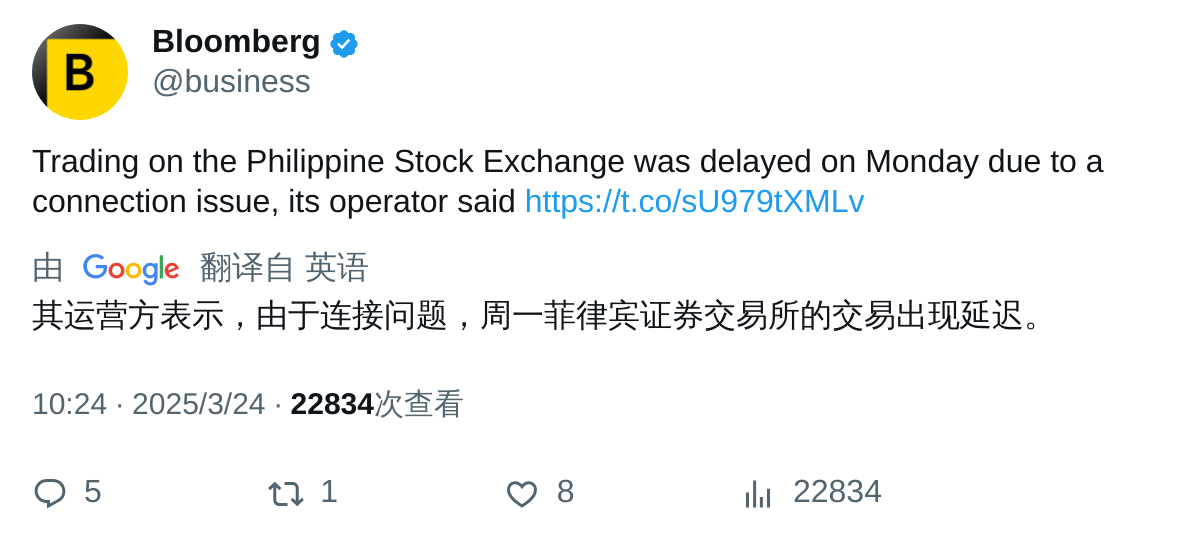 B
Bloomberg
@business
Trading on the Philippine Stock Exchange was delayed on Monday due to a
connection issue, its operator said https://t.co/sU979tXMLv
由 Google 翻译自 英语
其运营方表示，由于连接问题，周一菲律宾证券交易所的交易出现延迟。
10:24 · 2025/3/24 · 22834次查看
5 1 8 22834